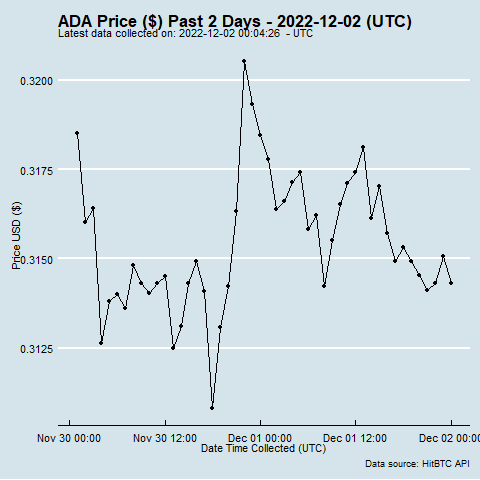 ADA Price ($) Past 2 Days - 2022-12-02 (UTC)
Latest data collected on: 2022-12-02 00:04:26 - UTC
0.3200
0.3175
0.3150
0.3125
Price USD ($)
Nov 30 00:00 Nov 30 12:00 Dec 01 00:00 Dec 01 12:00 Dec 02 00:00
Date Time Collected (UTC)
Data source: HitBTC API